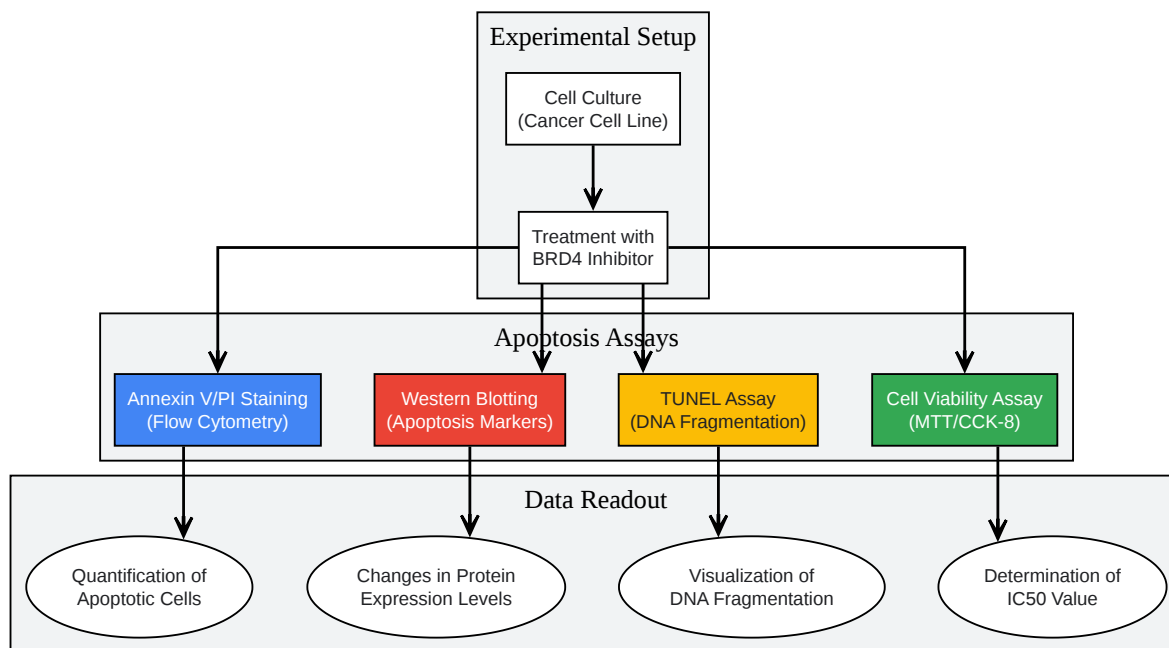 Experimental Setup
Cell Culture
(Cancer Cell Line)
Treatment with
BRD4 Inhibitor
Apoptosis Assays
Annexin V/PI Staining
(Flow Cytometry)
Western Blotting
(Apoptosis Markers)
TUNEL Assay
(DNA Fragmentation)
Cell Viability Assay
(MTT/CCK-8)
Data Readout
Quantification of
Apoptotic Cells
Changes in Protein
Expression Levels
Visualization of
DNA Fragmentation
Determination of
IC50 Value